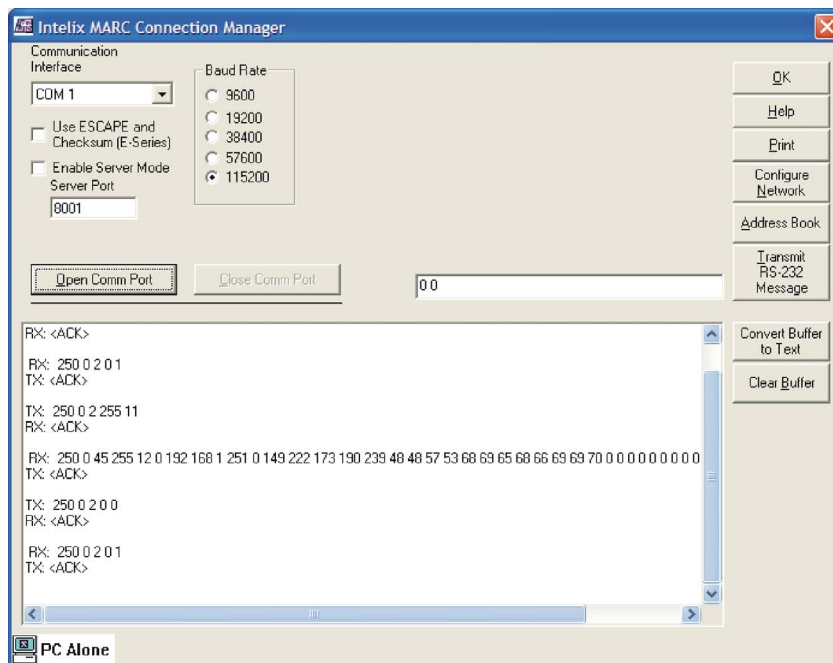 Intelix MARC Connection Manager
Communication
Interface
COM 1
Use ESCAPE and
Checksum (E-Series)
Enable Server Mode
Server Port
8001
Baud Rate
9600
19200
38400
57600
115200
OK
Help
Print
Configure
Network
Address Book
Transmit
RS-232
Message
Open Comm Port
Close Comm Port
0 0
Convert Buffer
to Text
Clear Buffer
RX: <ACK>
RX: 250 0 2 0 1
TX: <ACK>
TX: 250 0 2 255 11
RX: <ACK>
RX: 250 0 45 255 12 0 192 168 1 251 0 149 222 173 190 239 48 48 57 53 68 69 65 68 66 69 69 70 0 0 0 0 0 0 0 0 0 0
TX: <ACK>
TX: 250 0 2 0 0
RX: <ACK>
RX: 250 0 2 0 1
TX: <ACK>
PC Alone